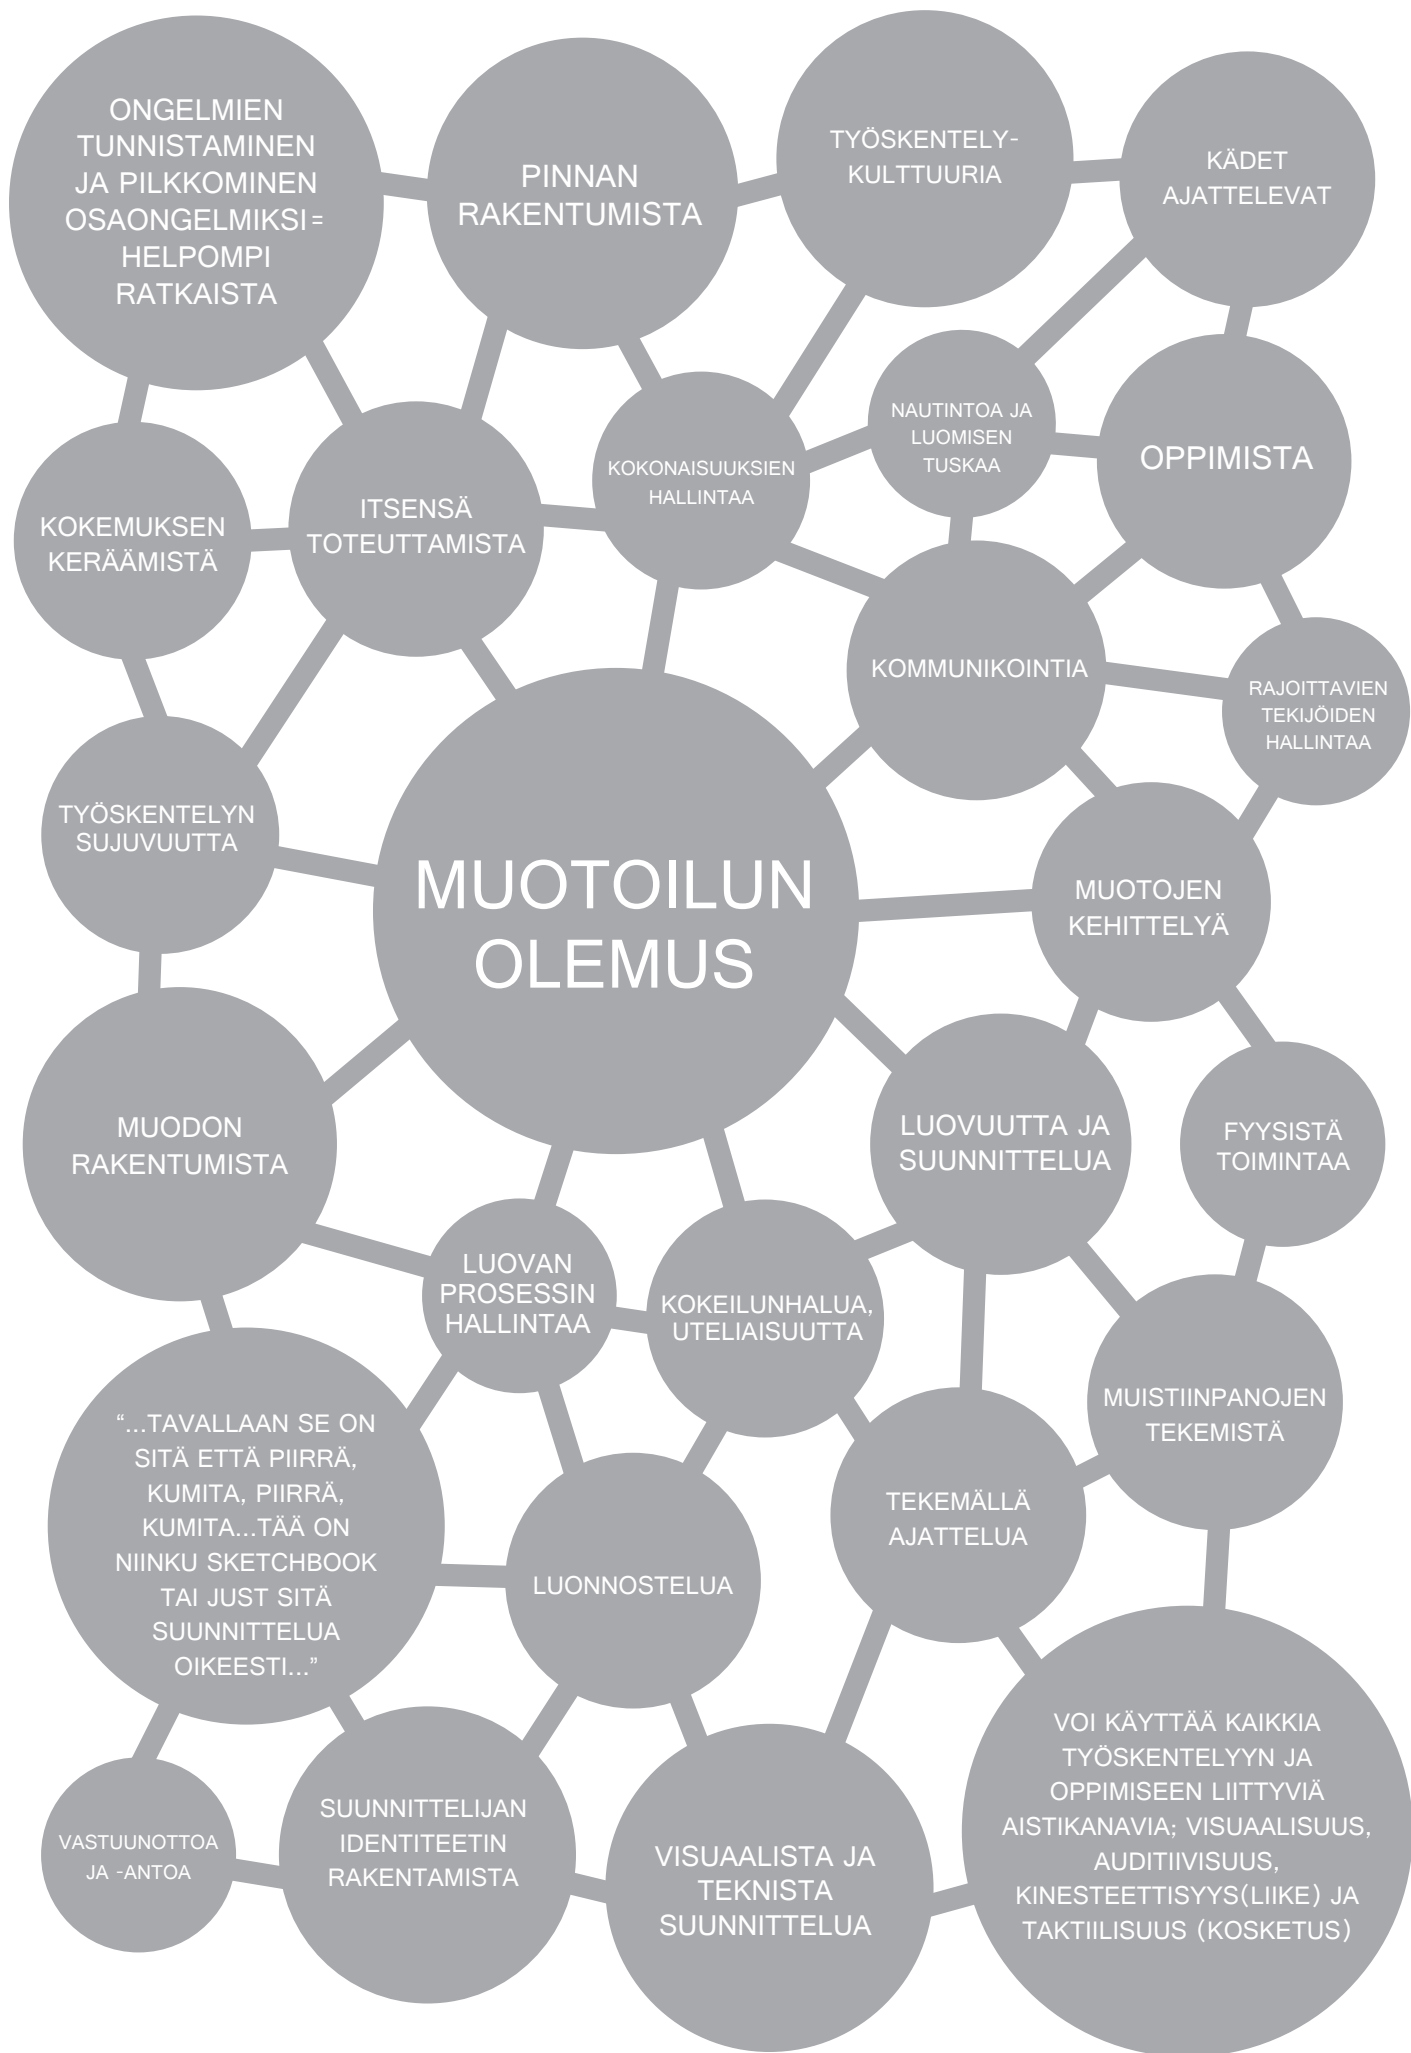 ONGELMIEN
TUNNISTAMINEN
JA PILKKOMINEN
OSAONGELMIKSI=
HELPOMPI
RATKAISTA
PINNAN
RAKENTUMISTA
TYÖSKENTELY-
KULTTUURIA
KÄDET
AJATTELEVAT
NAUTINTOA JA
LUOMISEN
TUSKAA
OPPIMISTA
KOKONAISUUKSIEN
HALLINTAA
ITSENSÄ
TOTEUTTAMISTA
KOKEMUKSEN
KERÄÄMISTÄ
KOMMUNIKOINTIA
RAJOITTAVIEN
TEKIJÖIDEN
HALLINTAA
TYÖSKENTELYN
SUJUVUUTTA
MUOTOILUN
OLEMUS
MUOTOJEN
KEHITTELYÄ
MUODON
RAKENTUMISTA
LUOVUUTTA JA
SUUNNITTELUA
FYYSISTÄ
TOIMINTAA
LUOVAN
PROSESSIN
HALLINTAA
KOKEILUNHALUA,
UTELIAISUUTTA
MUISTIINPANOJEN
TEKEMISTÄ
“...TAVALLAAN SE ON
SITÄ ETTÄ PIIRRÄ,
KUMITA, PIIRRÄ,
KUMITA...TÄÄ ON
NIINKU SKETCHBOOK
TAI JUST SITÄ
SUUNNITTELUA
OIKEESTI...”
LUONNOSTELUA
TEKEMÄLLÄ
AJATTELUA
VASTUUNOTTOA
JA -ANTOA
SUUNNITTELIJAN
IDENTITEETIN
RAKENTAMISTA
VISUAALISTA JA
TEKNISTA
SUUNNITTELUA
VOI KÄYTTÄÄ KAIKKIA
TYÖSKENTELYYN JA
OPPIMISEEN LIITTYVIÄ
AISTIKANAVIA; VISUAALISUUS,
AUDITIIVISUUS,
KINESTEETTISYYS(LIIKE) JA
TAKTIILISUUS (KOSKETUS)